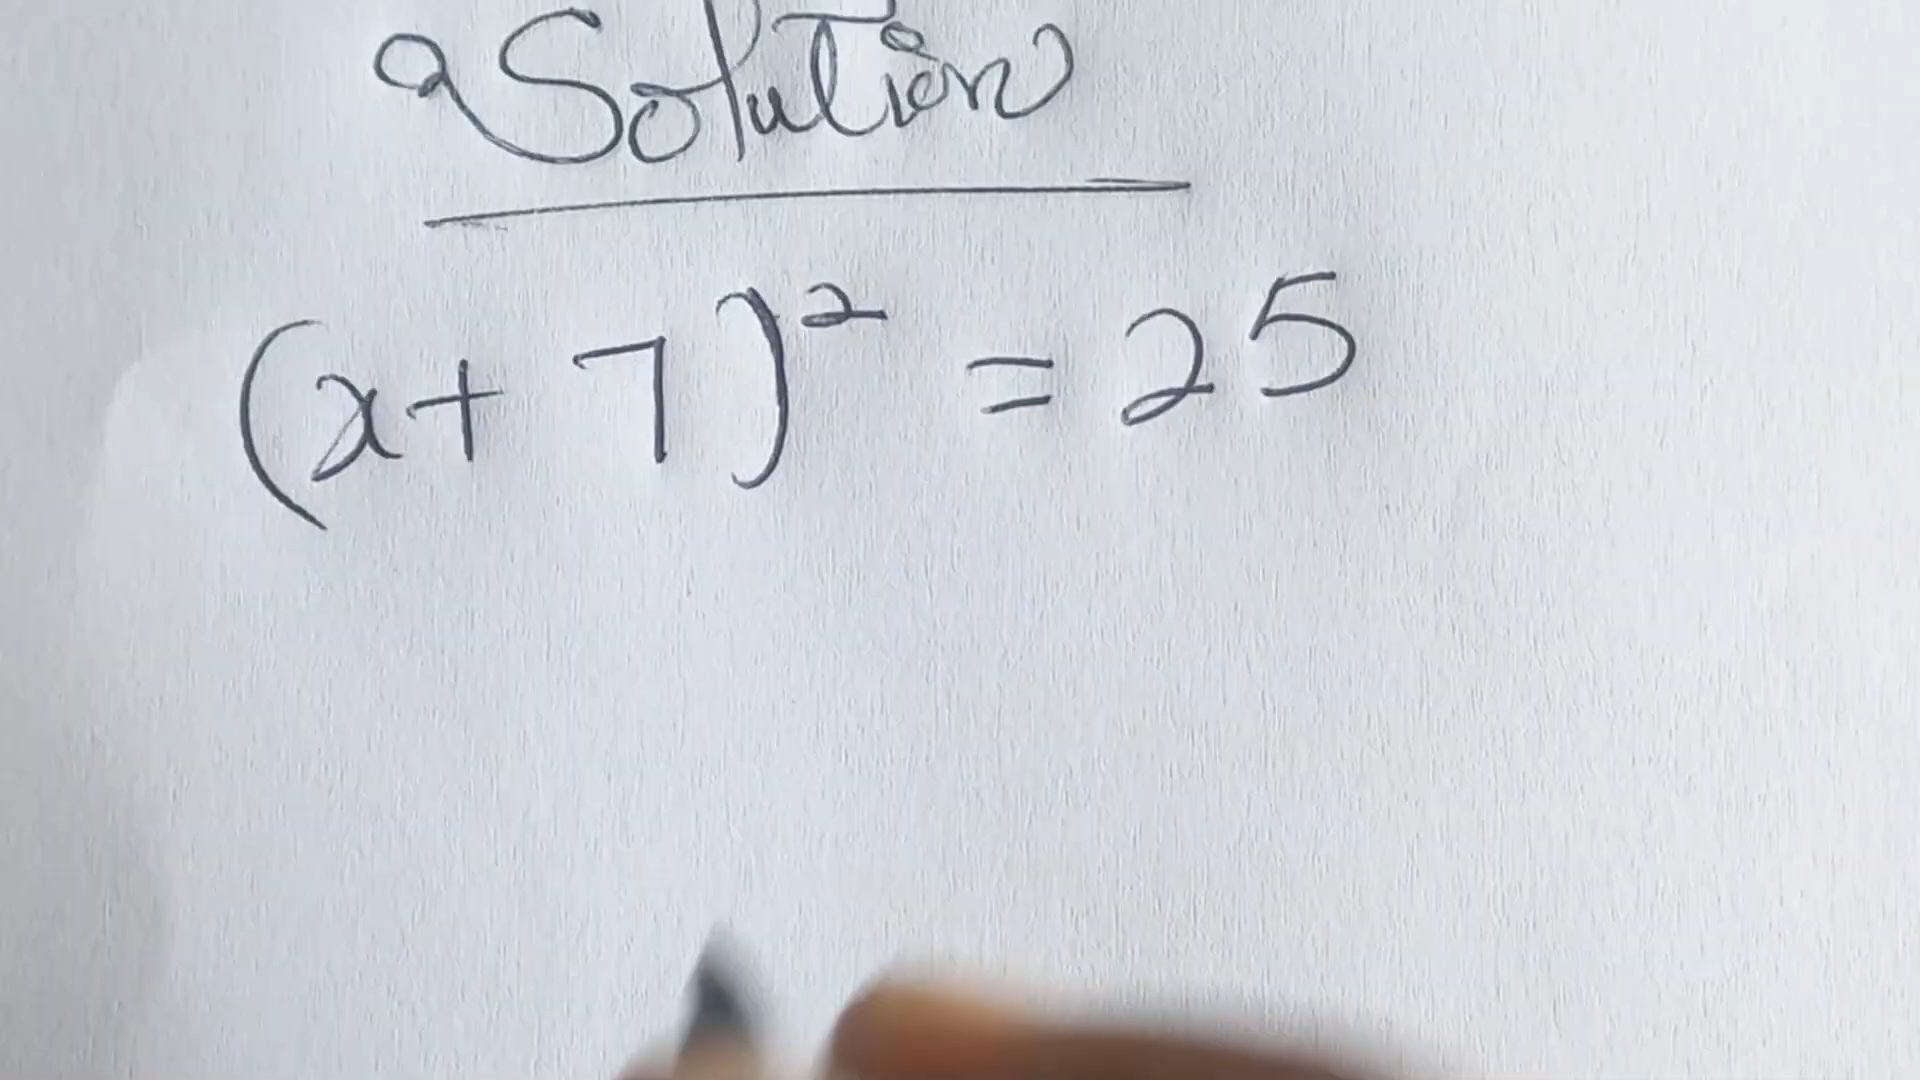 Solution
(x+7)² = 25